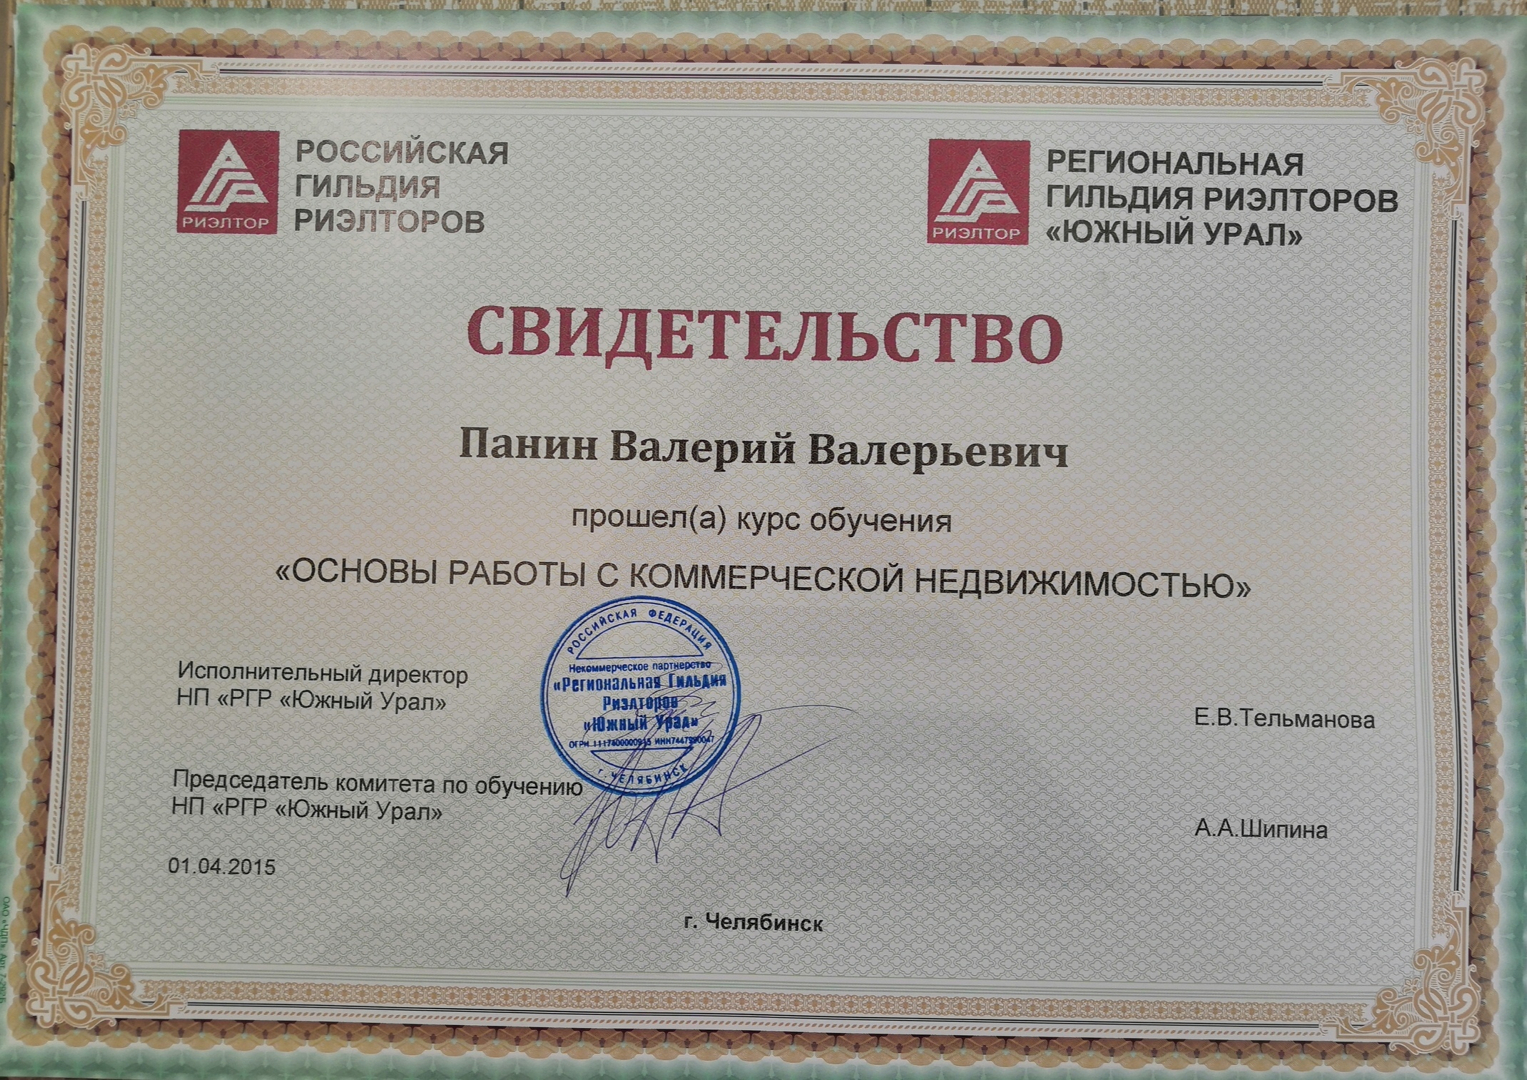 РОССИЙСКАЯ
ГИЛЬДИЯ
РИЭЛТОРОВ
РИЭЛТОР
РЕГИОНАЛЬНАЯ
ГИЛЬДИЯ РИЭЛТОРОВ
«ЮЖНЫЙ УРАЛ»
РИЭЛТОР
СВИДЕТЕЛЬСТВО
Панин Валерий Валерьевич
прошел(а) курс обучения
«ОСНОВЫ РАБОТЫ С КОММЕРЧЕСКОЙ НЕДВИЖИМОСТЬЮ»
РОССИЙСКАЯ ФЕДЕРАЦИЯ
Некоммерческое партнерство
«Региональная Гильдия
Риэлторов
«Южный Урал»
ОГРН ИНН
г. ЧЕЛЯБИНСК
Исполнительный директор
НП «РГР «Южный Урал»
Е.В.Тельманова
Председатель комитета по обучению
НП «РГР «Южный Урал»
А.А.Шипина
01.04.2015
г. Челябинск